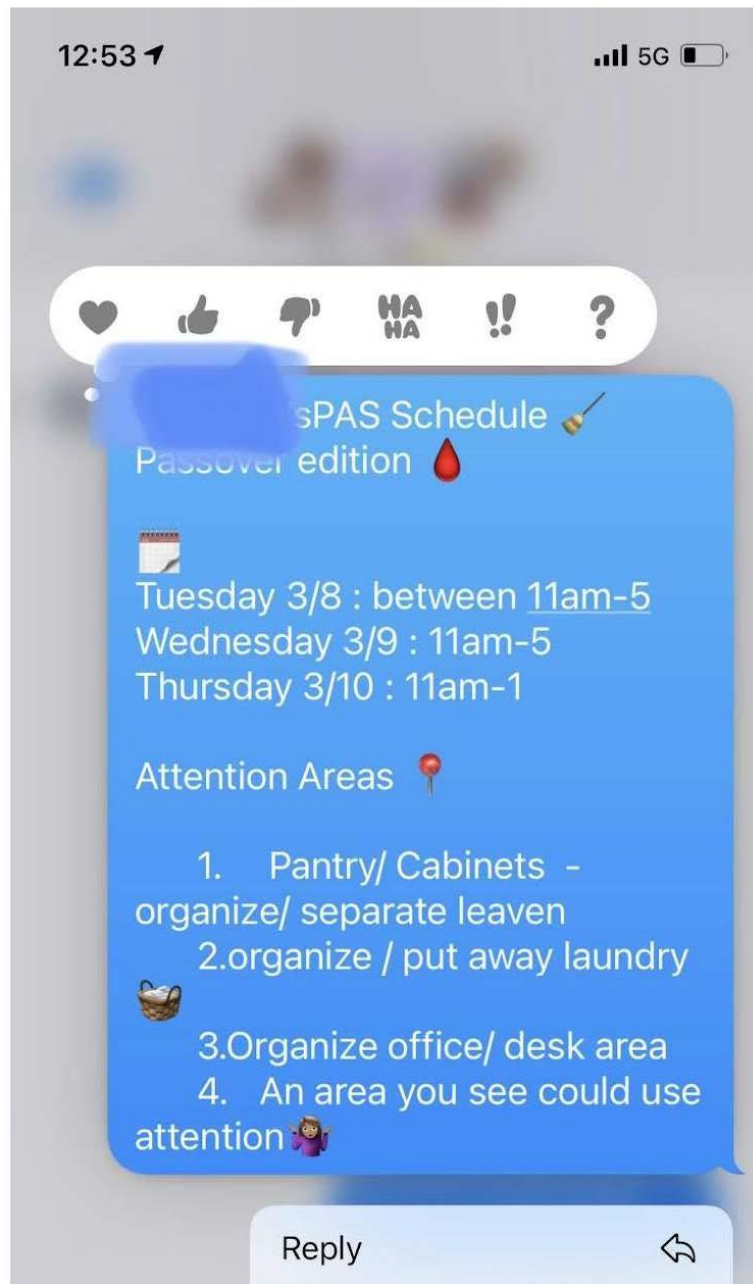 12:53
5G
HA
HA
!!
?
sPAS Schedule 🧹
Passover edition 🩸
Tuesday 3/8 : between 11am-5
Wednesday 3/9 : 11am-5
Thursday 3/10 : 11am-1
Attention Areas 📍
1. Pantry/ Cabinets -
organize/ separate leaven
2.organize / put away laundry
🧺
3.Organize office/ desk area
4. An area you see could use
attention🤷🏽‍♀️
Reply